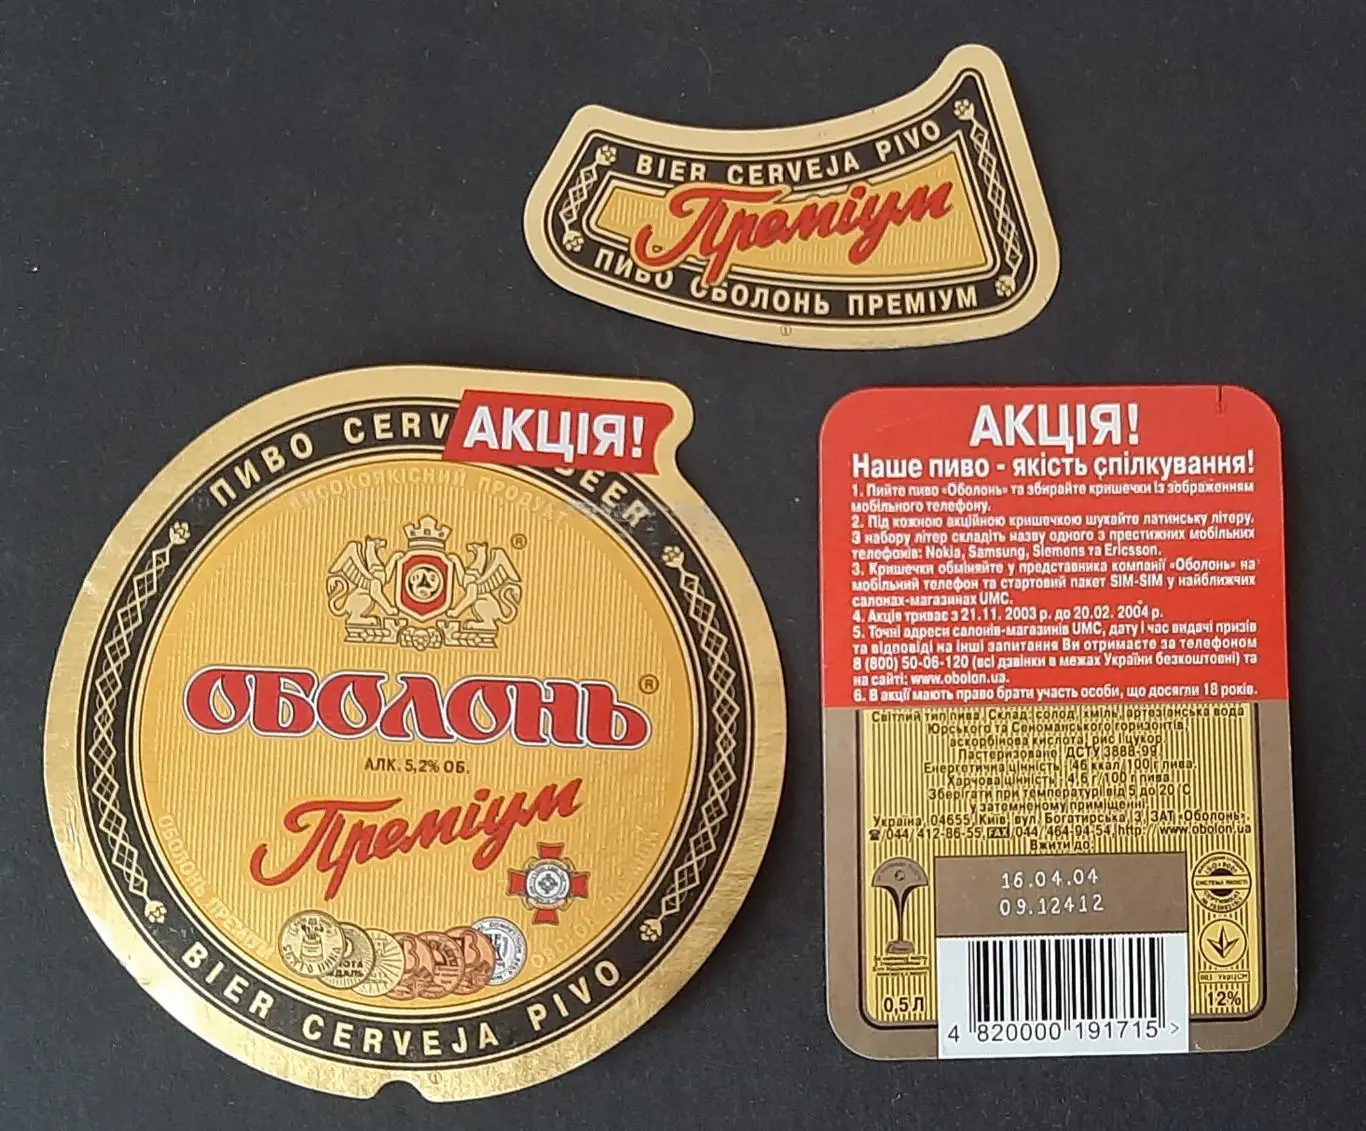 BIER CERVEJA PIVO
Преміум
ПИВО ОБОЛОНЬ ПРЕМІУМ
АКЦІЯ!
ПИВО CERV
BEER
ВИСОКОЯКІСНИЙ ПРОДУКТ
ОБОЛОНЬ ®
АЛК. 5,2% ОБ.
Преміум
BIER CERVEJA PIVO
АКЦІЯ!
Наше пиво - якість спілкування!
1. Пийте пиво «Оболонь» та збирайте кришечки із зображенням
мобільного телефону.
2. Під кожною акційною кришечкою шукайте латинську літеру.
З набору літер складіть назву одного з престижних мобільних
телефонів: Nokia, Samsung, Siemens та Ericsson.
3. Кришечки обміняйте у представника компанії «Оболонь» на
мобільний телефон та стартовий пакет SIM-SIM у найближчих
салонах-магазинах UMC.
4. Акція триває з 21.11. 2003 р. до 20.02. 2004 р.
5. Точні адреси салонів-магазинів UMC, дату і час видачі призів
та відповіді на інші запитання Ви отримаєте за телефоном
8 (800) 50-06-120 (всі дзвінки в межах України безкоштовні) та
на сайті: www.obolon.ua.
6. В акції мають право брати участь особи, що досягли 18 років.
Світлий тип пива. Склад: солод, хміль, артезіанська вода
Юрського та Сеноманського горизонтів,
аскорбінова кислота, рис і цукор.
Пастеризоване. ДСТУ 3888-99.
Енергетична цінність: 46 ккал/100 г пива.
Харчова цінність: 4,6 г/100 г пива.
Зберігати при температурі від 5 до 20°С
у затемненому приміщенні.
Україна, 04655, Київ, вул. Богатирська, 3, ЗАТ «Оболонь».
☎/044/ 412-86-55, FAX /044/ 464-94-54, http://www.obolon.ua
Вжити до:
16.04.04
09.12412
СИСТЕМА ЯКОСТІ
0,5 Л
12%
4 820000 191715 >